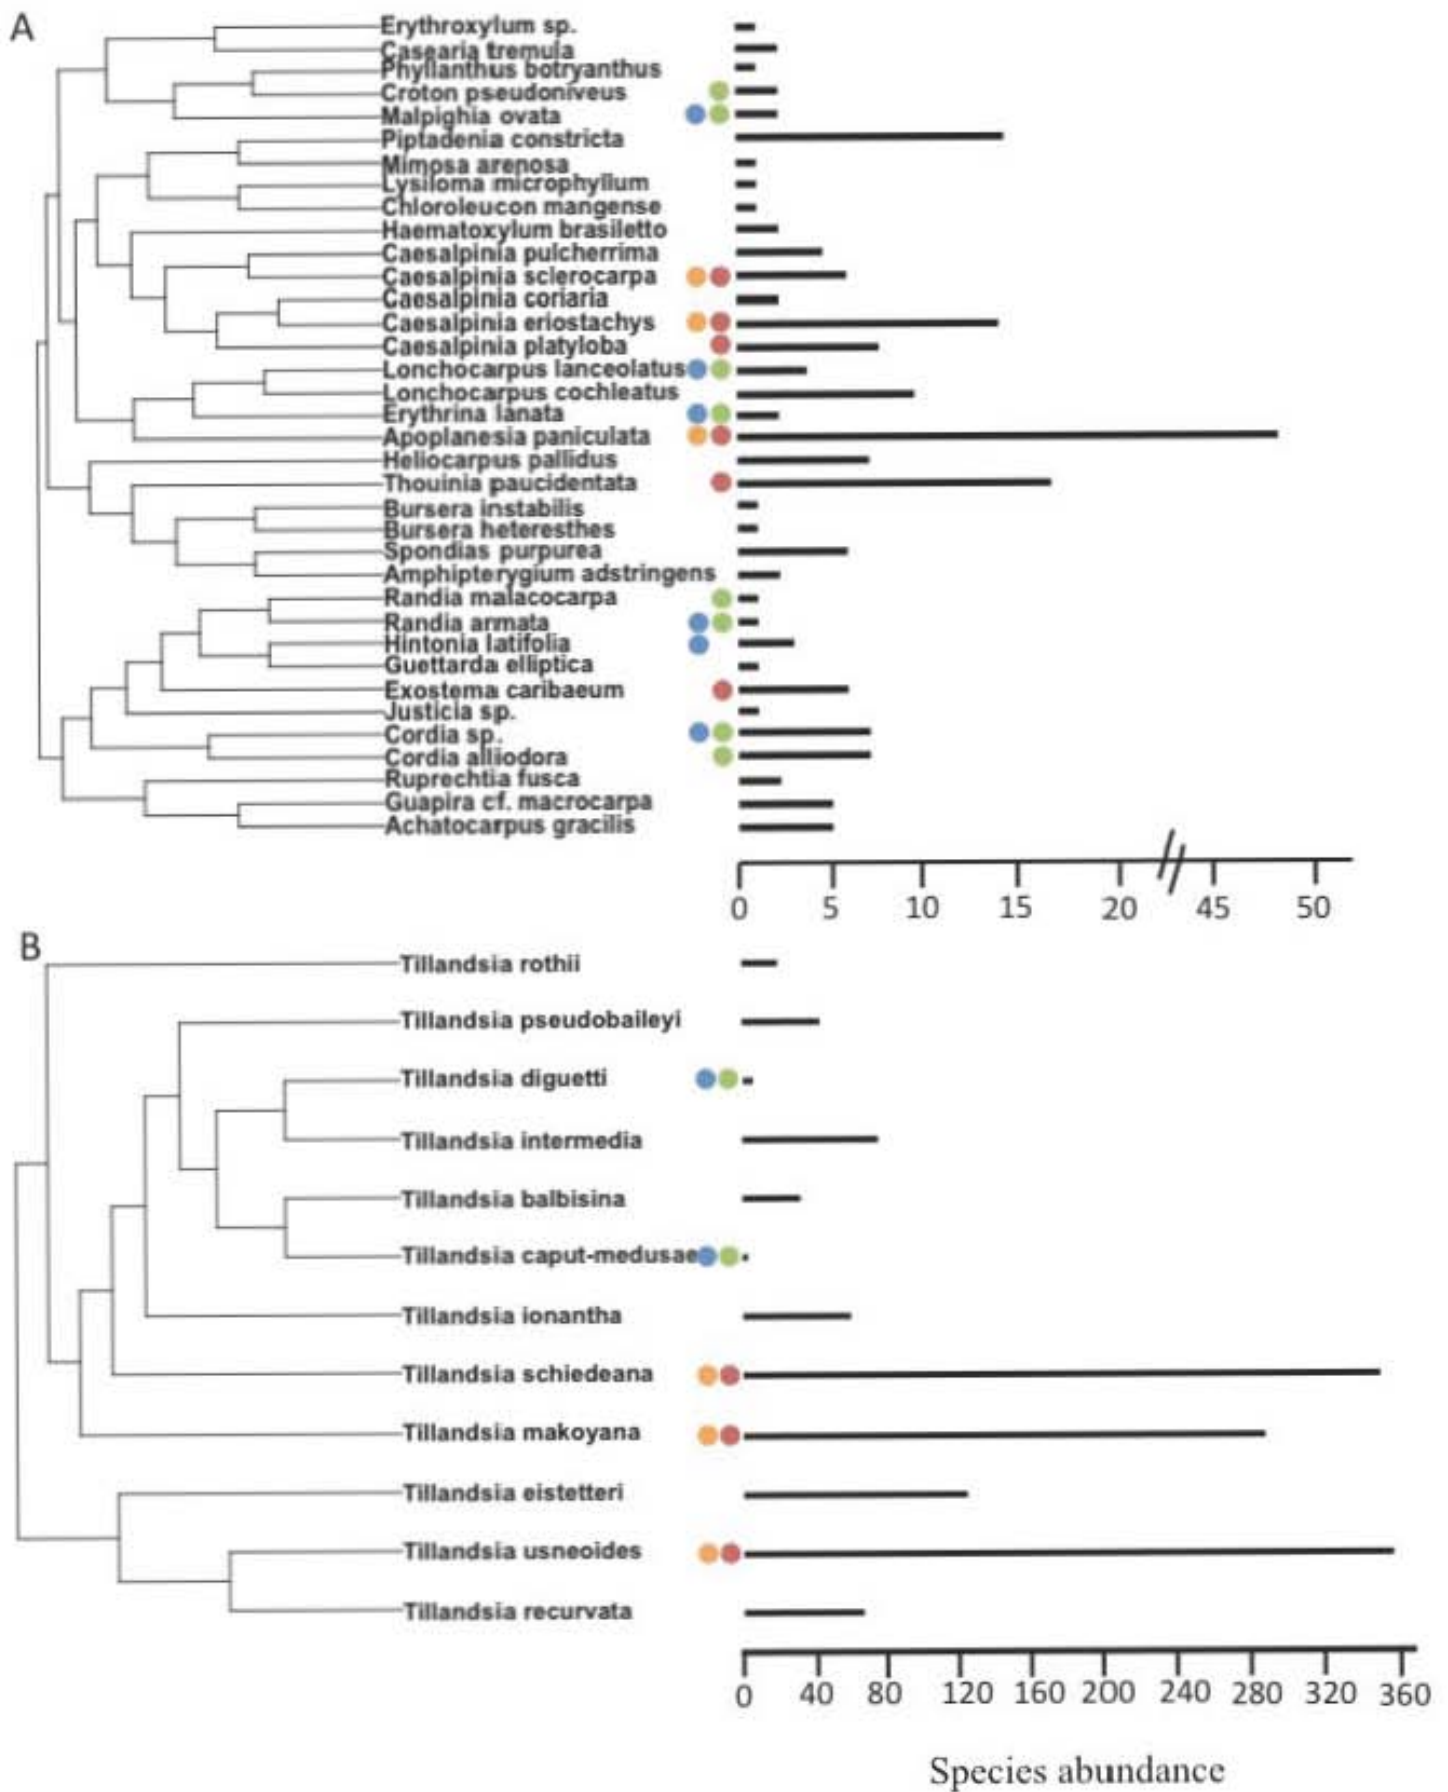 A
Erythroxylum sp.
Casearia tremula
Phyllanthus botryanthus
Croton pseudoniveus
Malpighia ovata
Piptadenia constricta
Mimosa arenosa
Lysiloma microphyllum
Chloroleucon mangense
Haematoxylum brasiletto
Caesalpinia pulcherrima
Caesalpinia sclerocarpa
Caesalpinia coriaria
Caesalpinia eriostachys
Caesalpinia platyloba
Lonchocarpus lanceolatus
Lonchocarpus cochleatus
Erythrina lanata
Apoplanesia paniculata
Heliocarpus pallidus
Thouinia paucidentata
Bursera instabilis
Bursera heteresthes
Spondias purpurea
Amphipterygium adstringens
Randia malacocarpa
Randia armata
Hintonia latifolia
Guettarda elliptica
Exostema caribaeum
Justicia sp.
Cordia sp.
Cordia alliodora
Ruprechtia fusca
Guapira cf. macrocarpa
Achatocarpus gracilis
0 5 10 15 20 45 50
B
Tillandsia rothii
Tillandsia pseudobaileyi
Tillandsia diguetti
Tillandsia intermedia
Tillandsia balbisina
Tillandsia caput-medusae
Tillandsia ionantha
Tillandsia schiedeana
Tillandsia makoyana
Tillandsia eistetteri
Tillandsia usneoides
Tillandsia recurvata
0 40 80 120 160 200 240 280 320 360
Species abundance